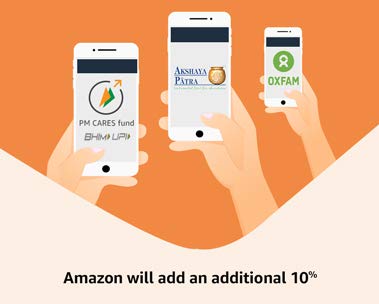 PM CARES fund
BHIM UPI
AKSHAYA
PATRA
OXFAM
Amazon will add an additional 10%